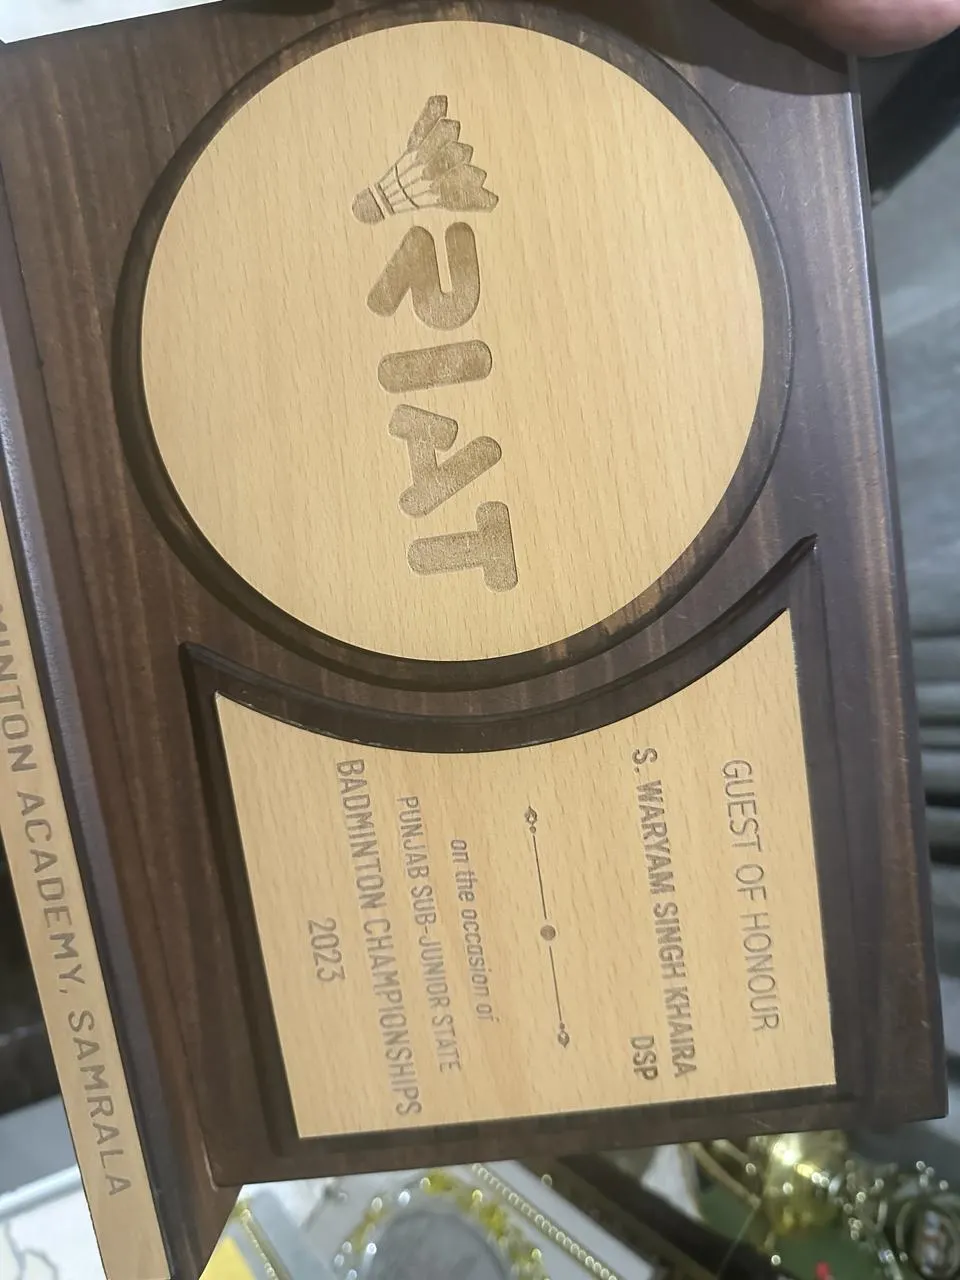 RIAT
GUEST OF HONOUR
S. WARYAM SINGH KHAIRA
DSP
on the occasion of
PUNJAB SUB-JUNIOR STATE
BADMINTON CHAMPIONSHIPS
2023
ACADEMY, SAMRALA